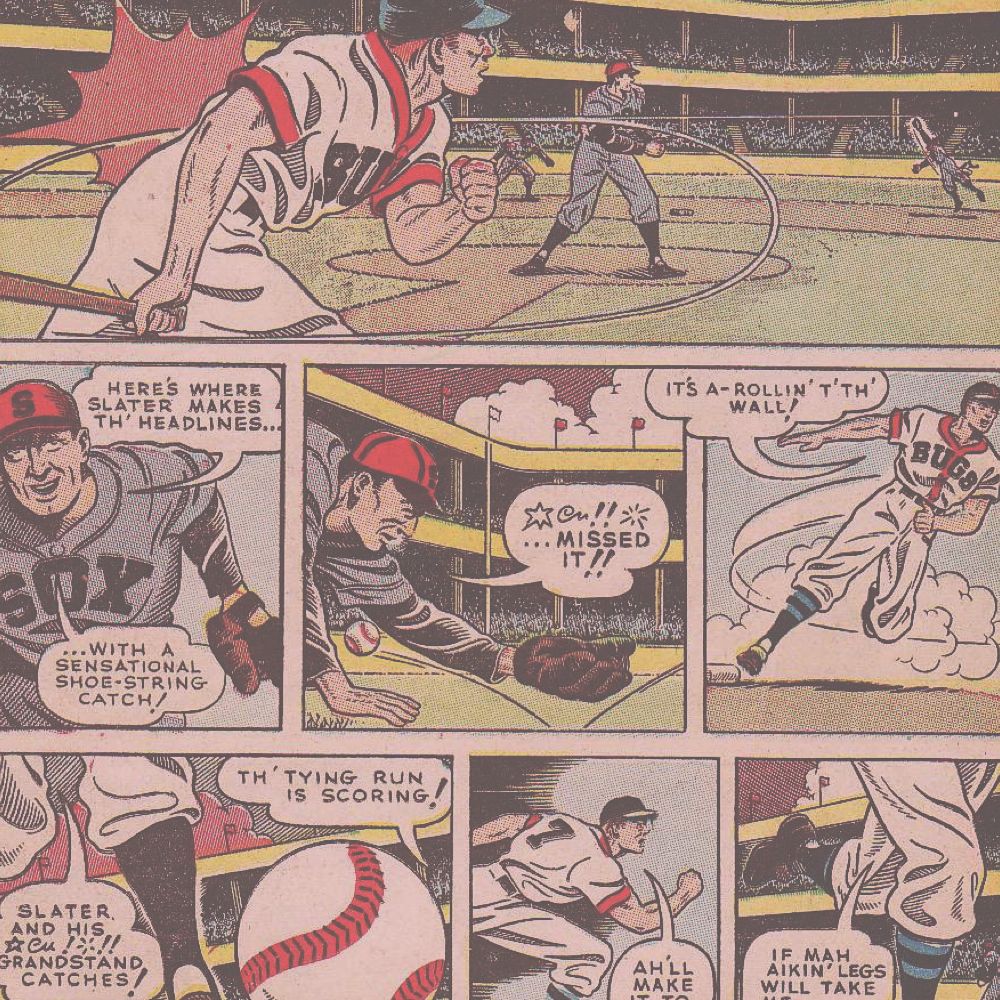 BU
HERE'S WHERE
SLATER MAKES
TH' HEADLINES...
S
SOX
...WITH A
SENSATIONAL
SHOE-STRING
CATCH!
...MISSED
IT!!
IT'S A-ROLLIN' T' TH'
WALL!
BUGS
TH' TYING RUN
IS SCORING!
SLATER,
AND HIS
GRANDSTAND
CATCHES!
AH'LL
MAKE
IT TO
IF MAH
AIKIN' LEGS
WILL TAKE